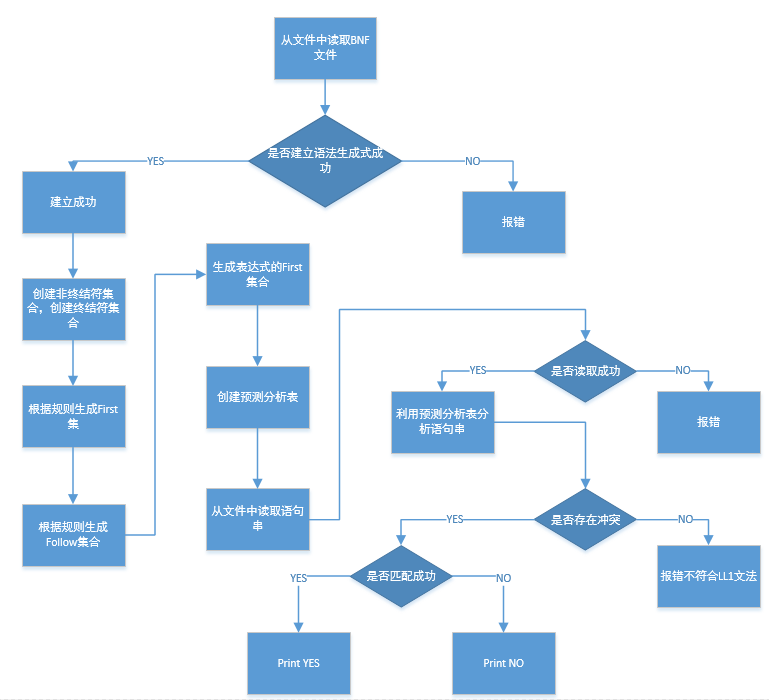 从文件中读取BNF
文件
是否建立语法生成式成
功
YES
NO
建立成功
报错
创建非终结符集
合，创建终结符集
合
生成表达式的First
集合
根据规则生成First
集
创建预测分析表
是否读取成功
YES
NO
利用预测分析表分
析语句串
报错
根据规则生成
Follow集合
从文件中读取语句
串
是否存在冲突
YES
NO
是否匹配成功
报错不符合LL1文法
YES
NO
Print YES
Print NO